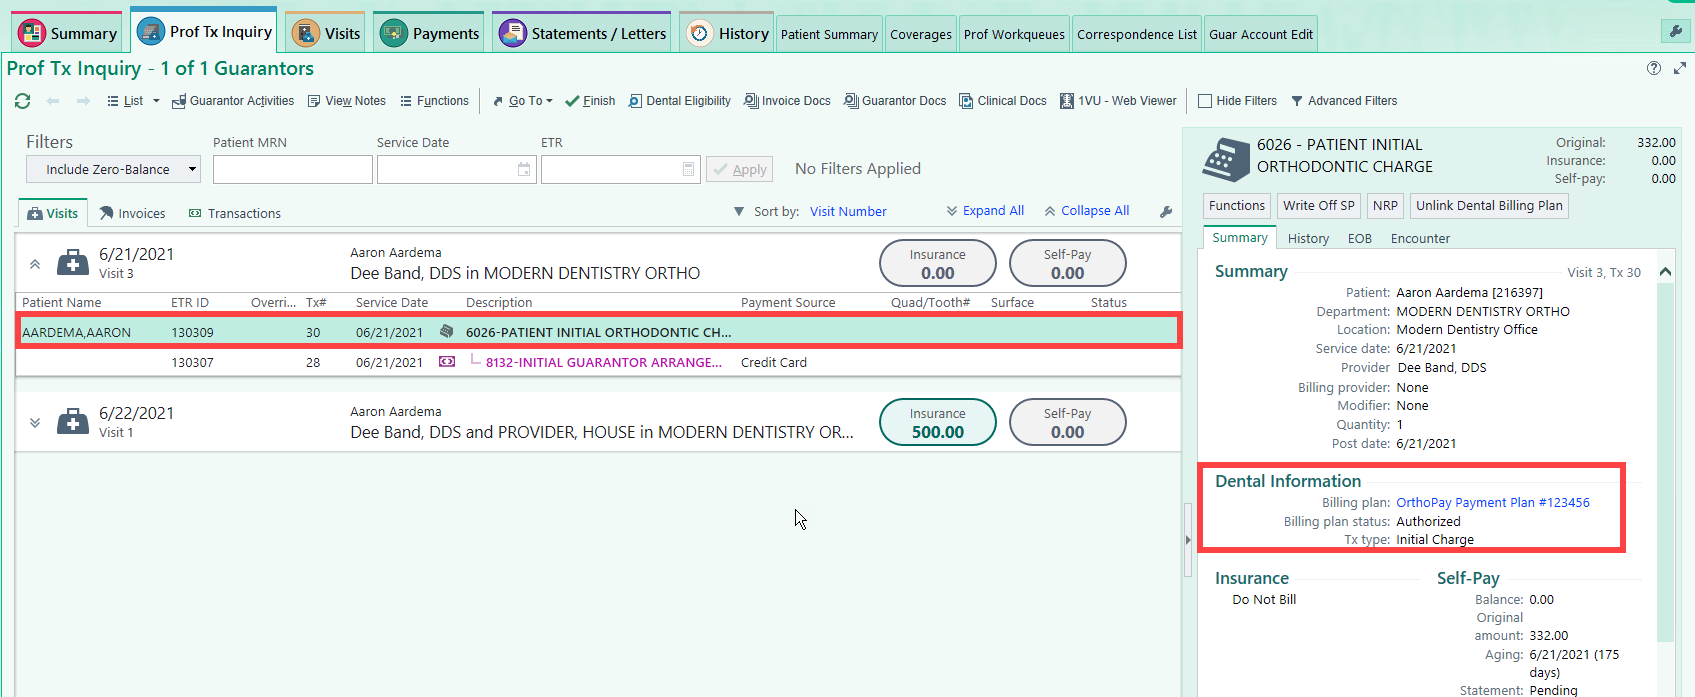 Summary Prof Tx Inquiry Visits Payments Statements / Letters History Patient Summary Coverages Prof Workqueues Correspondence List Guar Account Edit
Prof Tx Inquiry - 1 of 1 Guarantors
List Guarantor Activities View Notes Functions Go To Finish Dental Eligibility Invoice Docs Guarantor Docs Clinical Docs 1VU - Web Viewer Hide Filters Advanced Filters
Filters Patient MRN Service Date ETR
Include Zero-Balance Apply No Filters Applied
Visits Invoices Transactions Sort by: Visit Number Expand All Collapse All
6/21/2021 Aaron Aardema Insurance Self-Pay
Visit 3 Dee Band, DDS in MODERN DENTISTRY ORTHO 0.00 0.00
Patient Name ETR ID Overri... Tx# Service Date Description Payment Source Quad/Tooth# Surface Status
AARDEMA,AARON 130309 30 06/21/2021 6026-PATIENT INITIAL ORTHODONTIC CH...
130307 28 06/21/2021 8132-INITIAL GUARANTOR ARRANGE... Credit Card
6/22/2021 Aaron Aardema Insurance Self-Pay
Visit 1 Dee Band, DDS and PROVIDER, HOUSE in MODERN DENTISTRY OR... 500.00 0.00
6026 - PATIENT INITIAL
ORTHODONTIC CHARGE
Original: 332.00
Insurance: 0.00
Self-pay: 0.00
Functions Write Off SP NRP Unlink Dental Billing Plan
Summary History EOB Encounter
Summary Visit 3, Tx 30
Patient: Aaron Aardema [216397]
Department: MODERN DENTISTRY ORTHO
Location: Modern Dentistry Office
Service date: 6/21/2021
Provider Dee Band, DDS
Billing provider: None
Modifier: None
Quantity: 1
Post date: 6/21/2021
Dental Information
Billing plan: OrthoPay Payment Plan #123456
Billing plan status: Authorized
Tx type: Initial Charge
Insurance
Do Not Bill
Self-Pay
Balance: 0.00
Original
amount: 332.00
Aging: 6/21/2021 (175
days)
Statement: Pending